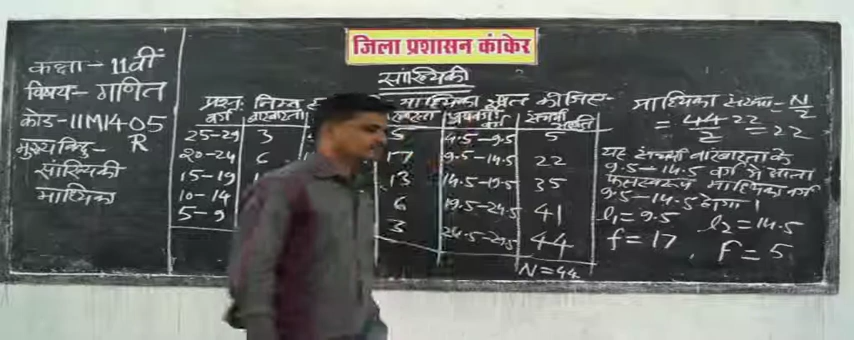 जिला प्रशासन कांकेर
सांख्यिकी
कक्षा - 11वीं
विषय - गणित
कोड - 11M1405
R
मुख्य बिन्दु -
सांख्यिकी
माध्यिका
प्रश्न: निम्न माध्यिका ज्ञात कीजिए-
वर्ग बारंबारता वर्ग संचयी
25-29 3 5 4.5-9.5 5
20-24 6 17 9.5-14.5 22
15-19 13 14.5-19.5 35
10-14 6 19.5-24.5 41
5-9 3 24.5-29.5 44
N=44
माध्यिका संख्या = N/2
= 44/2 = 22
यह संचयी बारंबारता के
9.5-14.5 वर्ग में आता
फलस्वरूप माध्यिका वर्ग
9.5-14.5 होगा।
l₁ = 9.5 l₂ = 14.5
f = 17, F = 5